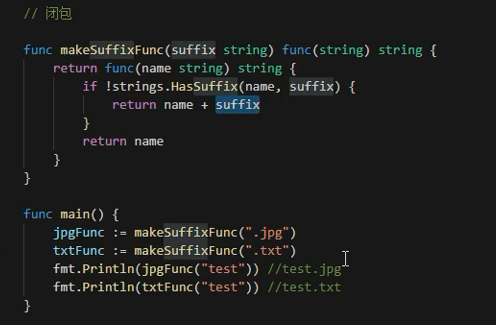 // 闭包
func makeSuffixFunc(suffix string) func(string) string {
    return func(name string) string {
        if !strings.HasSuffix(name, suffix) {
            return name + suffix
        }
        return name
    }
}
func main() {
    jpgFunc := makeSuffixFunc(".jpg")
    txtFunc := makeSuffixFunc(".txt")
    fmt.Println(jpgFunc("test")) //test.jpg
    fmt.Println(txtFunc("test")) //test.txt
}